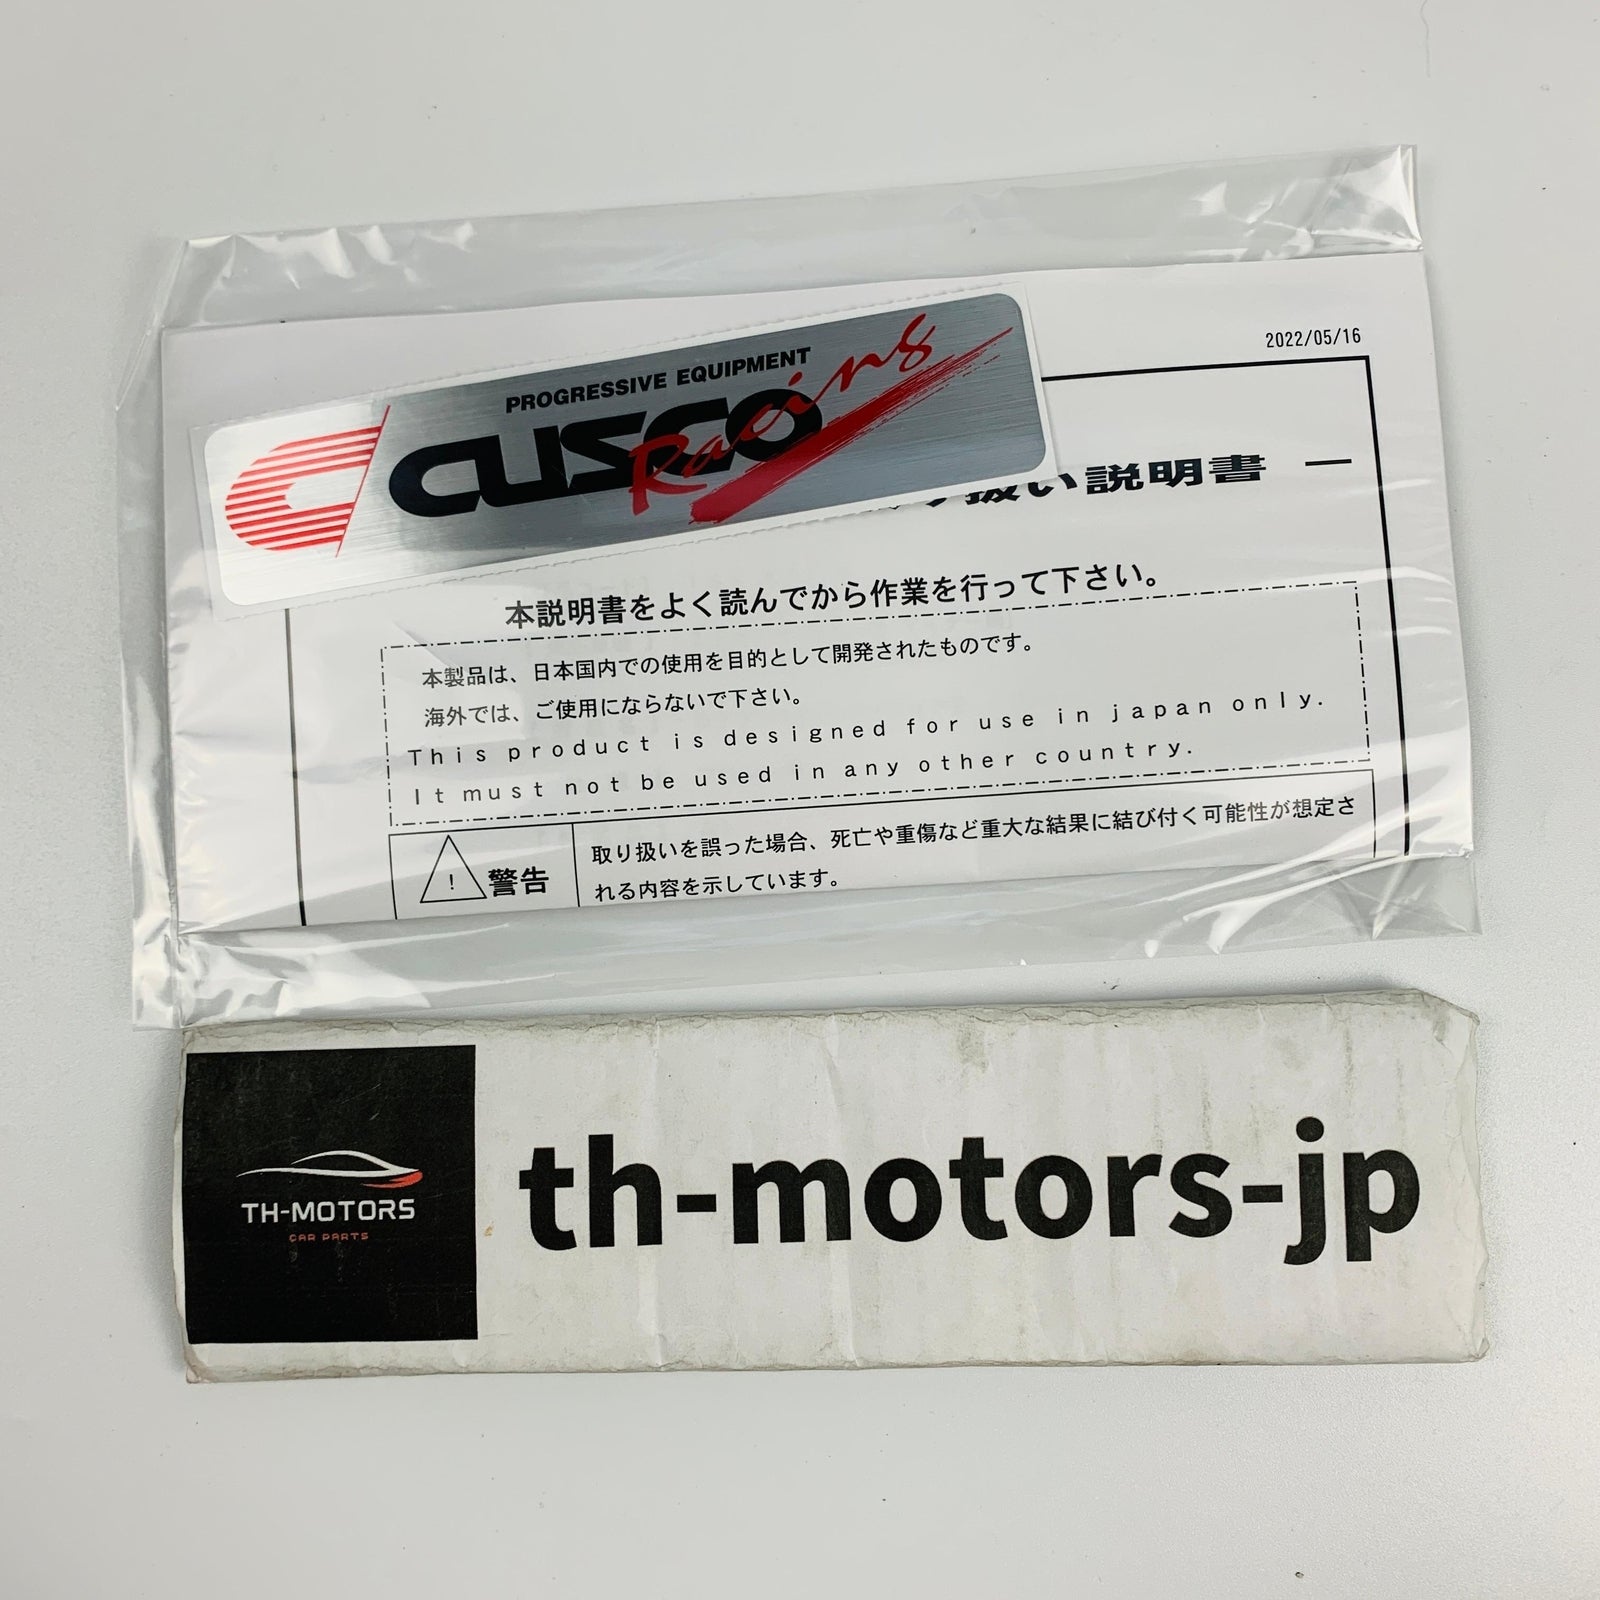 2022/05/16
PROGRESSIVE EQUIPMENT
CUSCO Racing
り扱い説明書 ー
本説明書をよく読んでから作業を行って下さい。
本製品は、日本国内での使用を目的として開発されたものです。
海外では、ご使用にならないで下さい。
This product is designed for use in japan only.
It must not be used in any other country.
! 警告
取り扱いを誤った場合、死亡や重傷など重大な結果に結び付く可能性が想定さ
れる内容を示しています。
TH-MOTORS
CAR PARTS
th-motors-jp